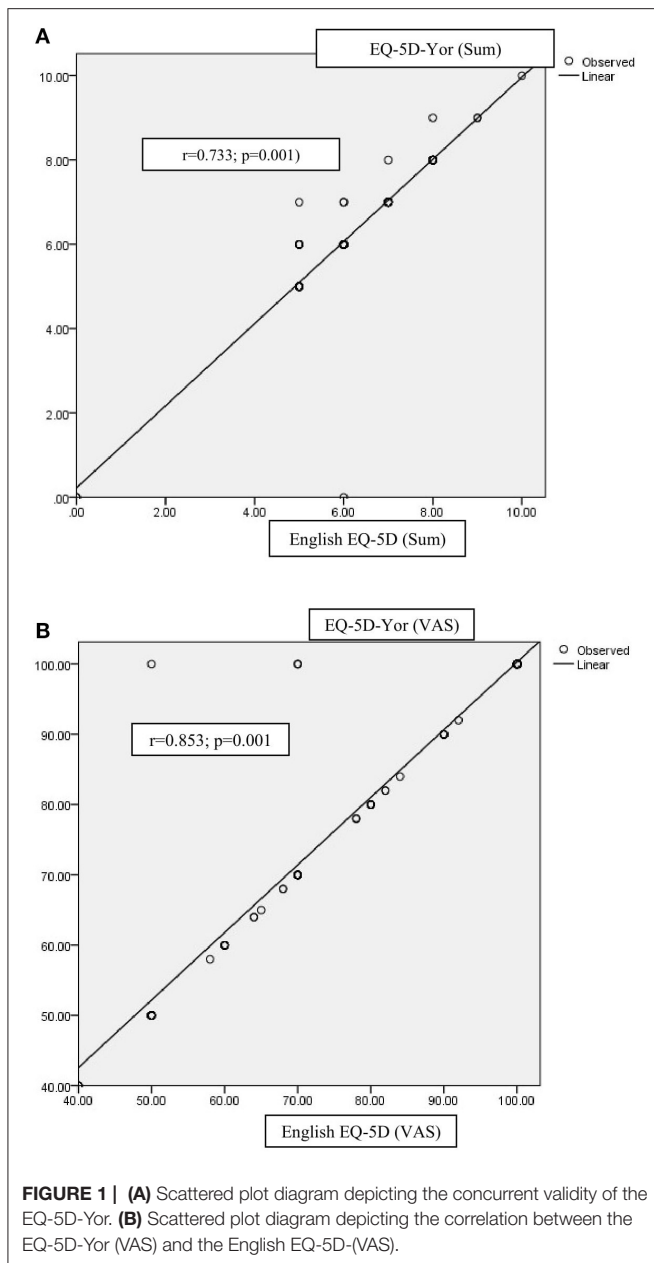 A
EQ-5D-Yor (Sum)
Observed
Linear
10.00
r=0.733; p=0.001)
8.00
6.00
4.00
2.00
.00
.00 2.00 4.00 6.00 8.00 10.00
English EQ-5D (Sum)
B
EQ-5D-Yor (VAS)
Observed
Linear
100.00
r=0.853; p=0.001
90.00
80.00
70.00
60.00
50.00
40.00
40.00 50.00 60.00 70.00 80.00 90.00 100.00
English EQ-5D (VAS)
FIGURE 1 | (A) Scattered plot diagram depicting the concurrent validity of the
EQ-5D-Yor. (B) Scattered plot diagram depicting the correlation between the
EQ-5D-Yor (VAS) and the English EQ-5D-(VAS).